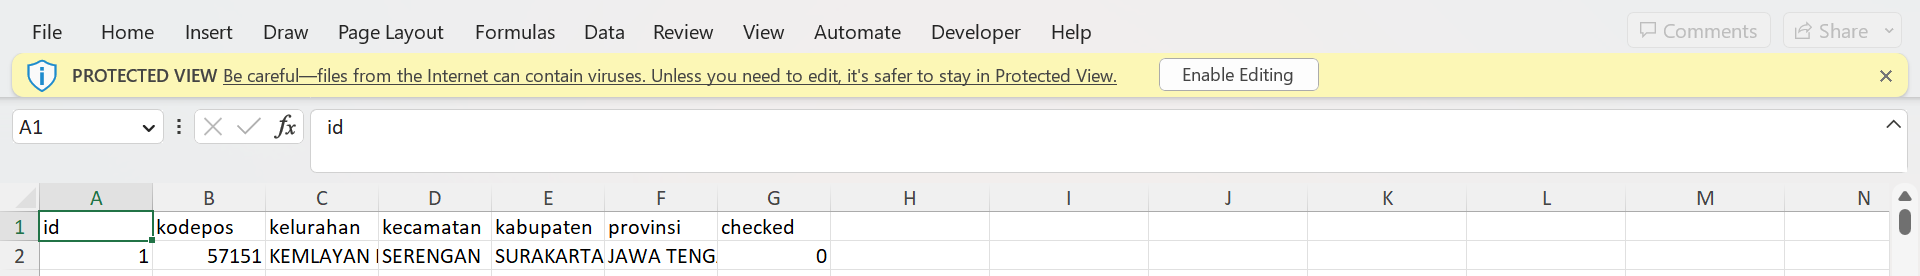 File Home Insert Draw Page Layout Formulas Data Review View Automate Developer Help Comments Share
PROTECTED VIEW Be careful—files from the Internet can contain viruses. Unless you need to edit, it's safer to stay in Protected View. Enable Editing
A1 fx id
A B C D E F G H I J K L M N
1 id kodepos kelurahan kecamatan kabupaten provinsi checked
2 1 57151 KEMLAYAN SERENGAN SURAKARTA JAWA TENG 0